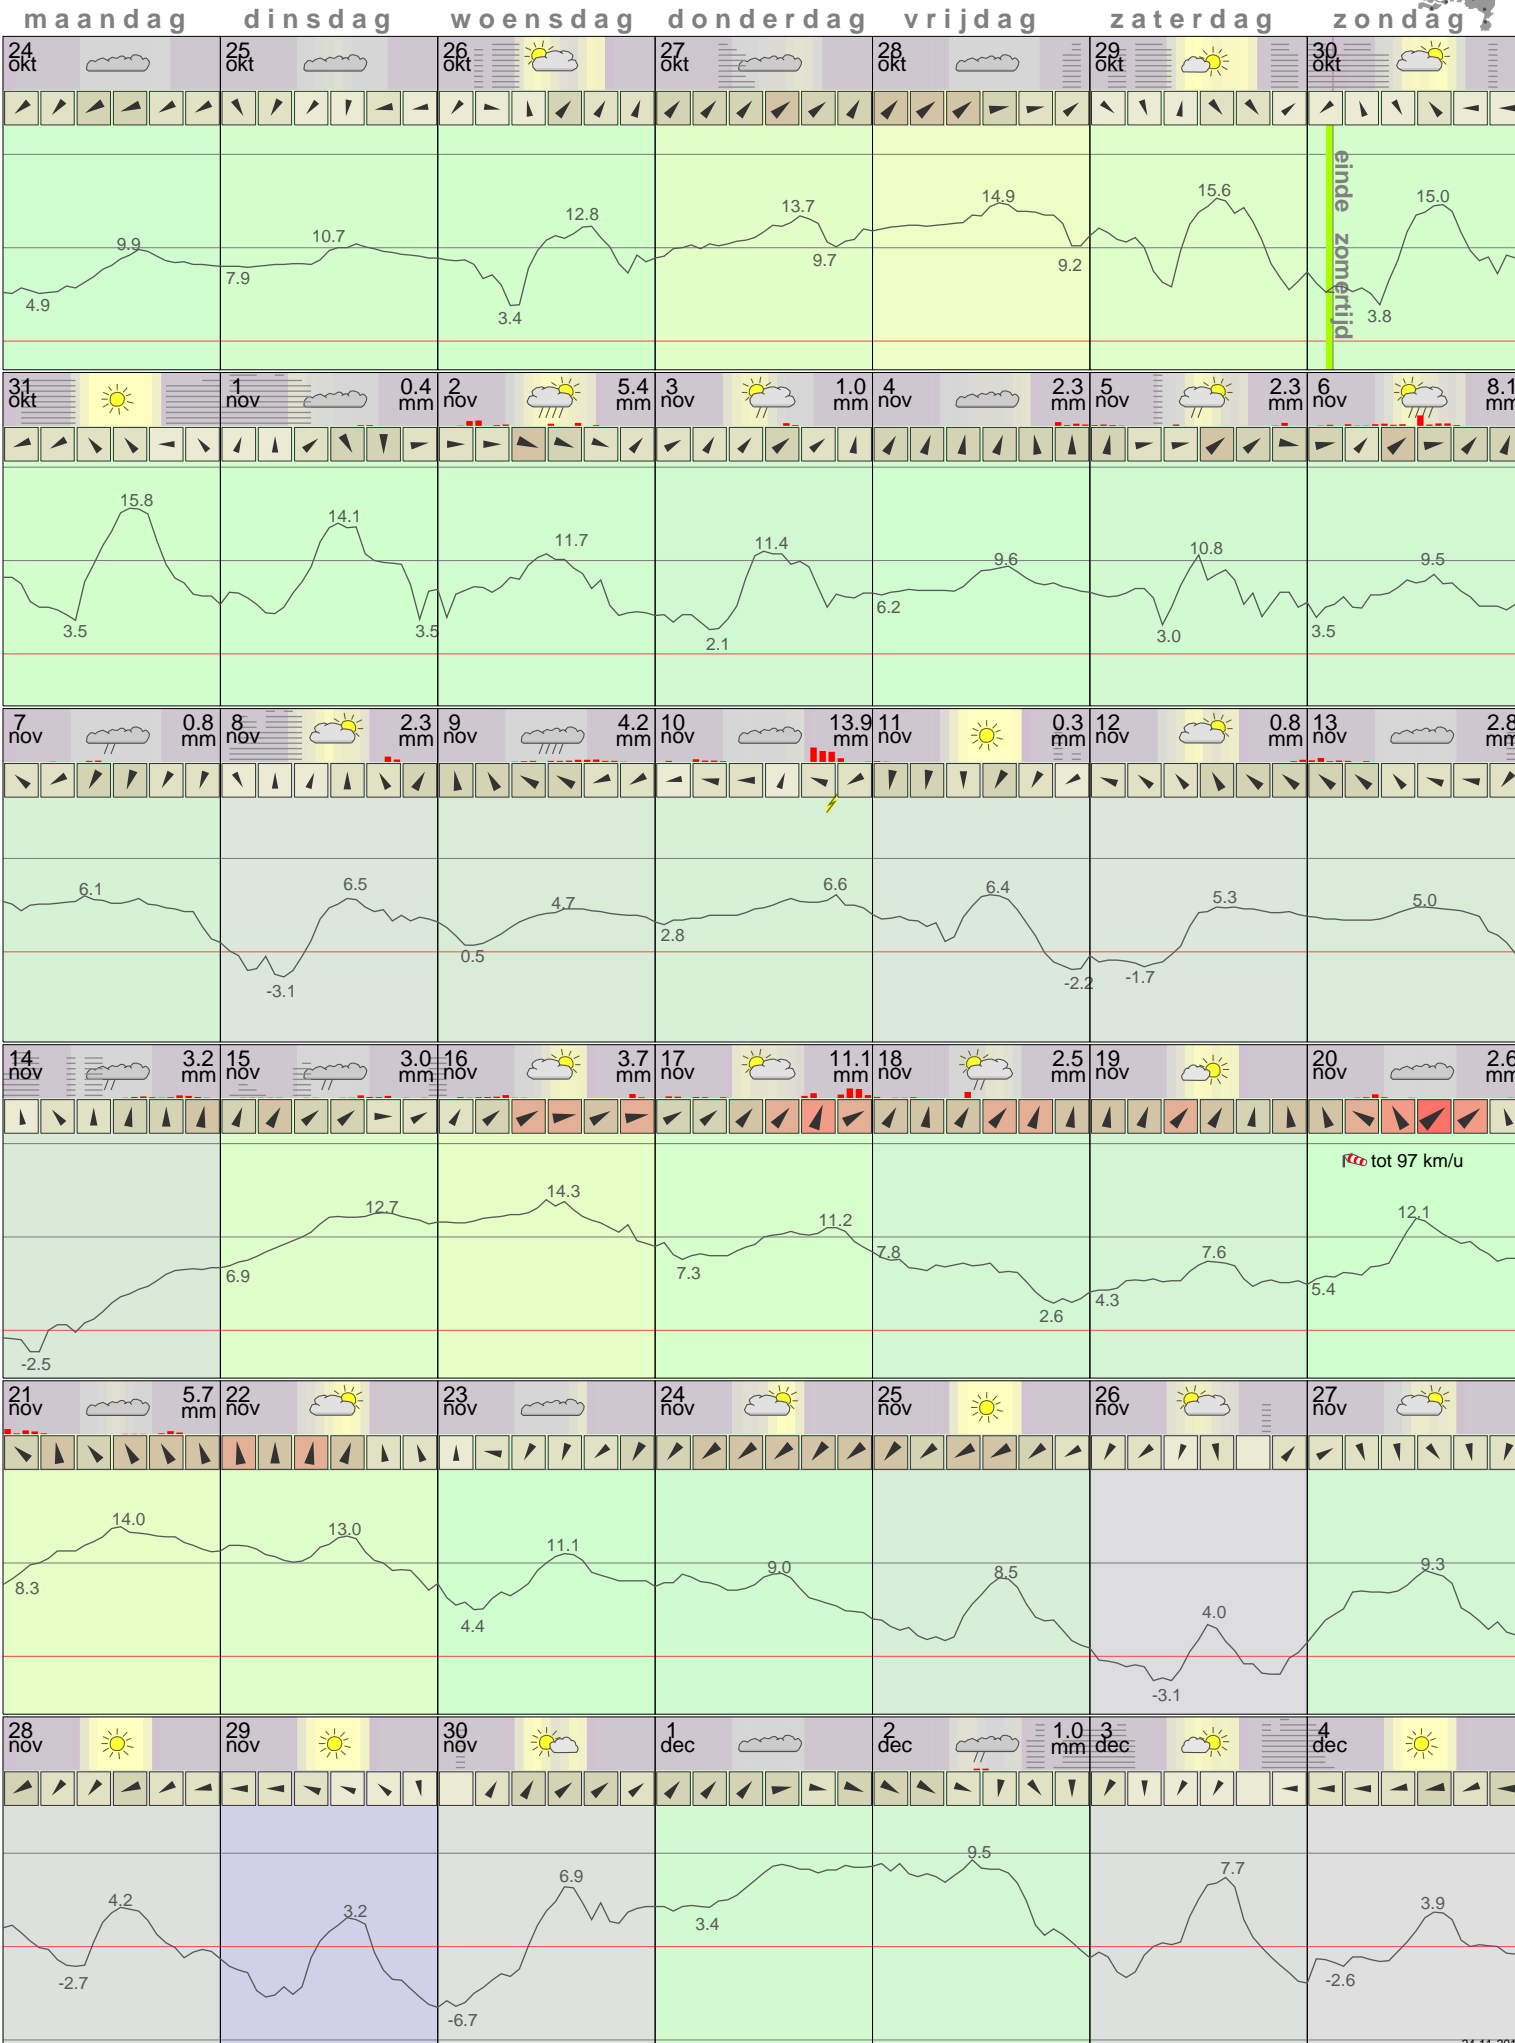 maandag dinsdag woensdag donderdag vrijdag zaterdag zondag
24 okt 25 okt 26 okt 27 okt 28 okt 29 okt 30 okt
einde zomertijd
4.9 9.9 7.9 10.7 3.4 12.8 13.7 9.7 14.9 9.2 15.6 3.8 15.0
31 okt 1 nov 0.4 mm 2 nov 5.4 mm 3 nov 1.0 mm 4 nov 2.3 mm 5 nov 2.3 mm 6 nov 8.1 mm
3.5 15.8 14.1 3.5 11.7 2.1 11.4 6.2 9.6 3.0 10.8 3.5 9.5
7 nov 0.8 mm 8 nov 2.3 mm 9 nov 4.2 mm 10 nov 13.9 mm 11 nov 0.3 mm 12 nov 0.8 mm 13 nov 2.8 mm
6.1 -3.1 6.5 0.5 4.7 2.8 6.6 6.4 -2.2 -1.7 5.3 5.0
14 nov 3.2 mm 15 nov 3.0 mm 16 nov 3.7 mm 17 nov 11.1 mm 18 nov 2.5 mm 19 nov 20 nov 2.6 mm
tot 97 km/u
-2.5 6.9 12.7 14.3 7.3 11.2 7.8 2.6 4.3 7.6 5.4 12.1
21 nov 5.7 mm 22 nov 23 nov 24 nov 25 nov 26 nov 27 nov
8.3 14.0 13.0 4.4 11.1 9.0 8.5 -3.1 4.0 9.3
28 nov 29 nov 30 nov 1 dec 2 dec 1.0 mm 3 dec 4 dec
-2.7 4.2 3.2 -6.7 6.9 3.4 9.5 7.7 -2.6 3.9